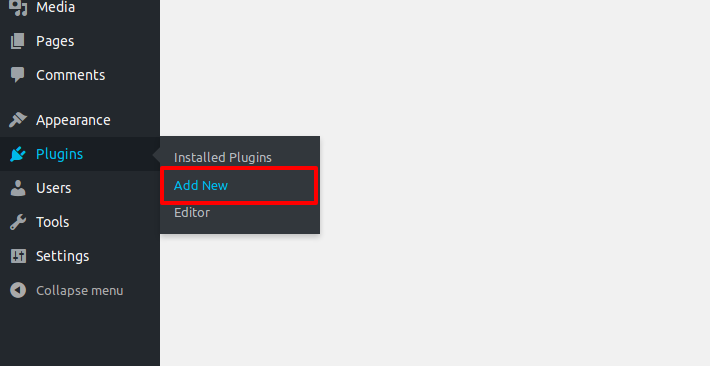 Media
Pages
Comments
Appearance
Plugins
Installed Plugins
Add New
Editor
Users
Tools
Settings
Collapse menu